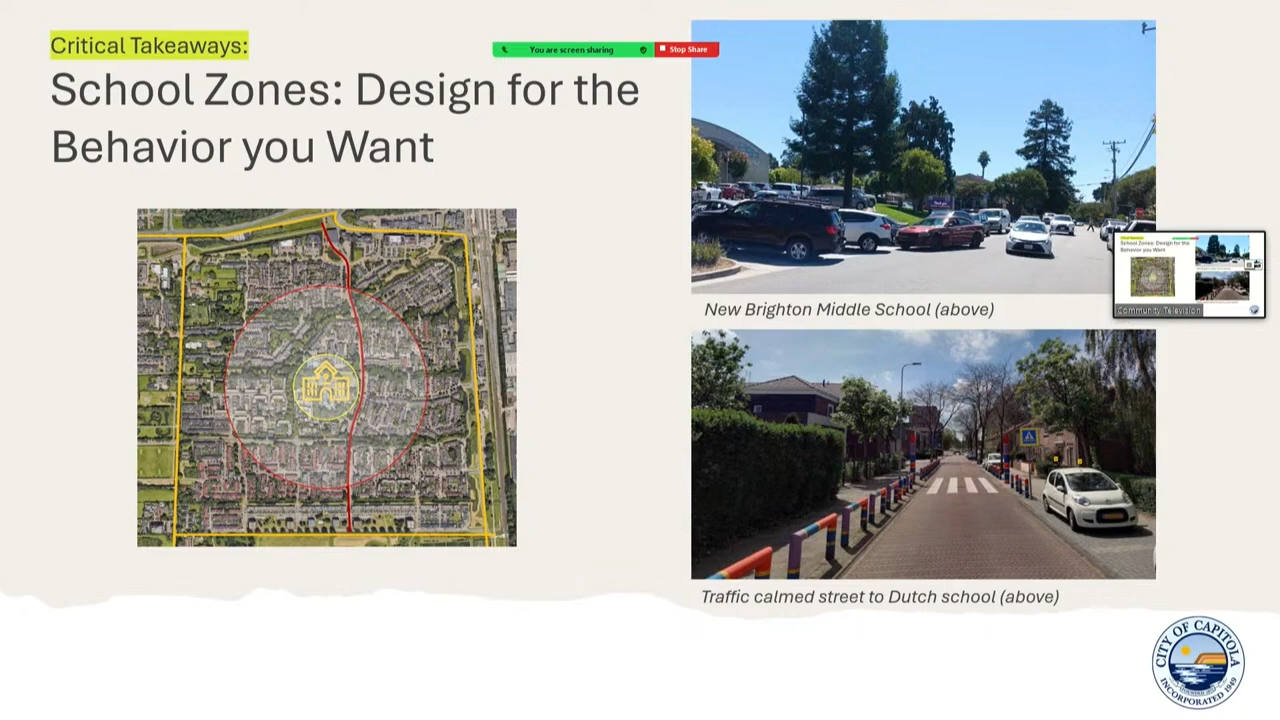 Critical Takeaways:
School Zones: Design for the
Behavior you Want
You are screen sharing
Stop Share
New Brighton Middle School (above)
Critical Takeaways:
School Zones: Design for the
Behavior you Want
Community Television
Traffic calmed street to Dutch school (above)
CITY OF CAPITOLA
INCORPORATED 1949